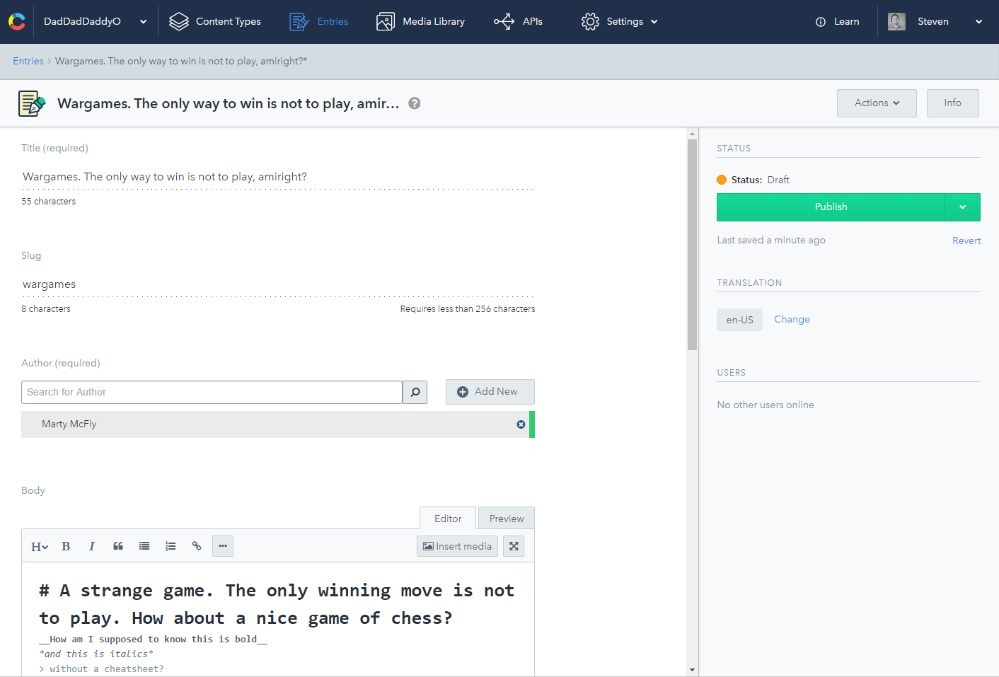 DadDadDaddyO
Content Types
Entries
Media Library
APIs
Settings
Learn
Steven
Entries > Wargames. The only way to win is not to play, amiright?*
Wargames. The only way to win is not to play, amir...
?
Actions
Info
Title (required)
Wargames. The only way to win is not to play, amiright?
55 characters
Slug
wargames
8 characters
Requires less than 256 characters
Author (required)
Search for Author
Add New
Marty McFly
Body
Editor
Preview
H
B
I
Insert media
# A strange game. The only winning move is not
to play. How about a nice game of chess?
__How am I supposed to know this is bold__
*and this is italics*
> without a cheatsheet?
STATUS
Status: Draft
Publish
Last saved a minute ago
Revert
TRANSLATION
en-US
Change
USERS
No other users online